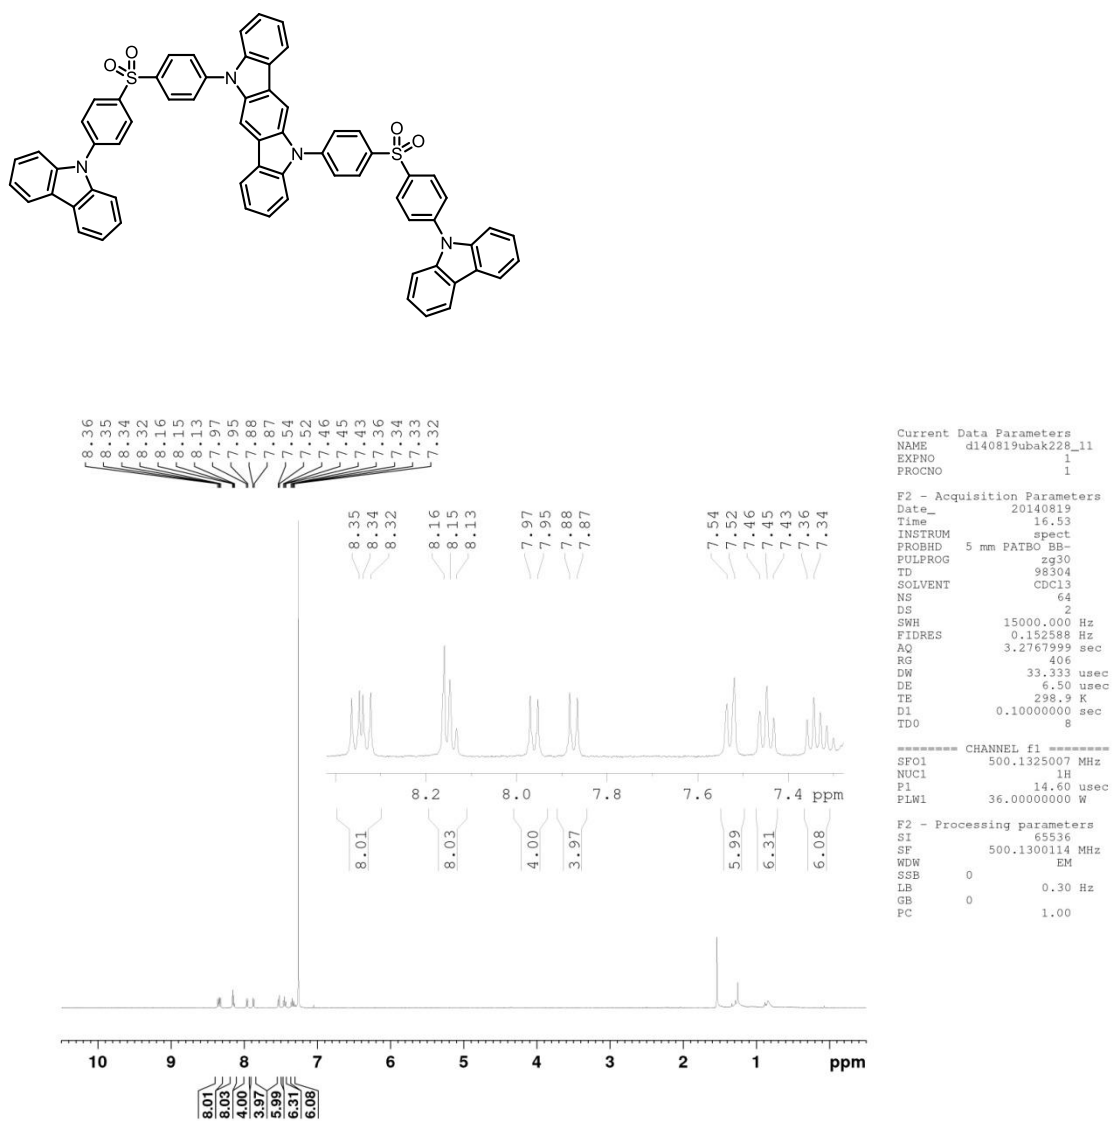 O
O
S
N
N
O
O
S
N
N
8.36
8.35
8.34
8.32
8.16
8.15
8.13
7.97
7.95
7.88
7.87
7.54
7.52
7.46
7.45
7.43
7.36
7.34
7.33
7.32
8.35
8.34
8.32
8.16
8.15
8.13
7.97
7.95
7.88
7.87
7.54
7.52
7.46
7.45
7.43
7.36
7.34
8.2 8.0 7.8 7.6 7.4 ppm
8.01
8.03
4.00
3.97
5.99
6.31
6.08
10 9 8 7 6 5 4 3 2 1 ppm
8.01
8.03
4.00
3.97
5.99
6.31
6.08
Current Data Parameters
NAME d140819ubak228_11
EXPNO 1
PROCNO 1
F2 - Acquisition Parameters
Date_ 20140819
Time 16.53
INSTRUM spect
PROBHD 5 mm PATBO BB-
PULPROG zg30
TD 98304
SOLVENT CDCl3
NS 64
DS 2
SWH 15000.000 Hz
FIDRES 0.152588 Hz
AQ 3.2767999 sec
RG 406
DW 33.333 usec
DE 6.50 usec
TE 298.9 K
D1 0.10000000 sec
TD0 8
======== CHANNEL f1 ========
SFO1 500.1325007 MHz
NUC1 1H
P1 14.60 usec
PLW1 36.00000000 W
F2 - Processing parameters
SI 65536
SF 500.1300114 MHz
WDW EM
SSB 0
LB 0.30 Hz
GB 0
PC 1.00